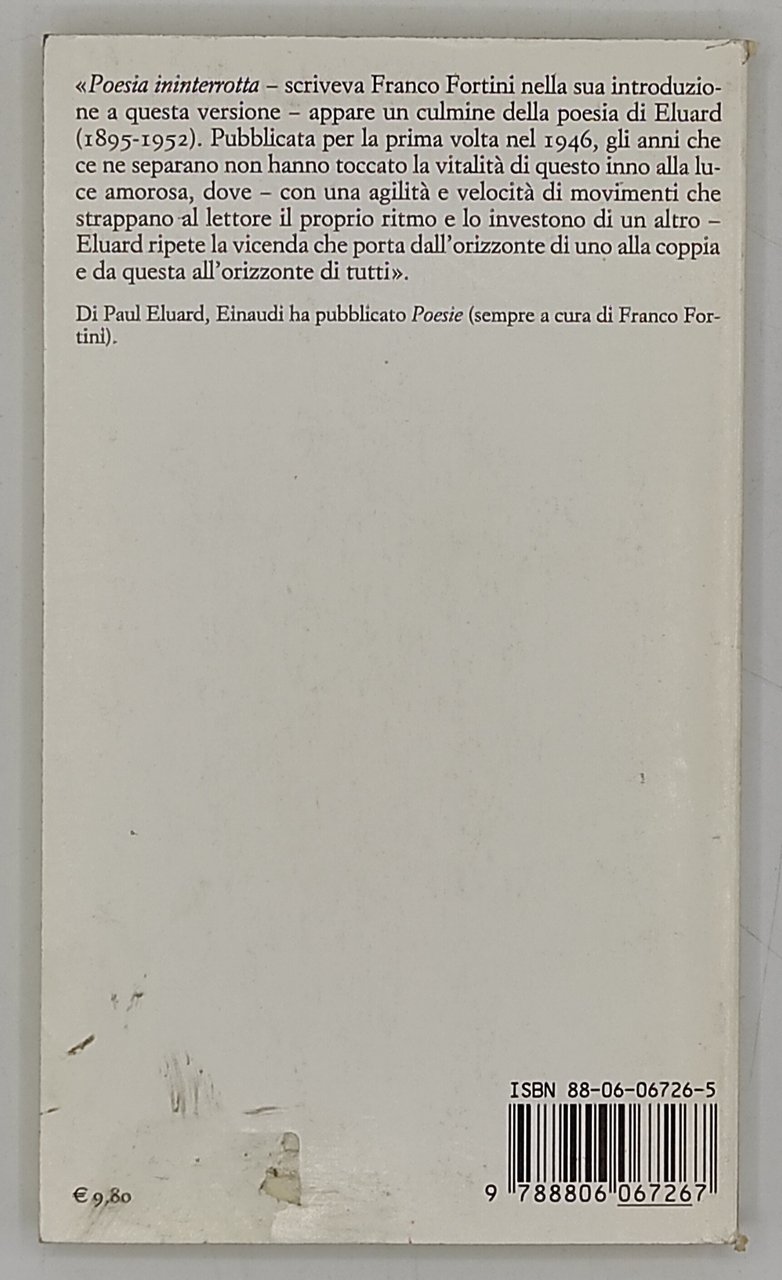 «Poesia ininterrotta – scriveva Franco Fortini nella sua introduzio-
ne a questa versione – appare un culmine della poesia di Eluard
(1895-1952). Pubblicata per la prima volta nel 1946, gli anni che
ce ne separano non hanno toccato la vitalità di questo inno alla lu-
ce amorosa, dove – con una agilità e velocità di movimenti che
strappano al lettore il proprio ritmo e lo investono di un altro –
Eluard ripete la vicenda che porta dall'orizzonte di uno alla coppia
e da questa all'orizzonte di tutti».
Di Paul Eluard, Einaudi ha pubblicato Poesie (sempre a cura di Franco For-
tini).
ISBN 88-06-06726-5
9 788806 067267
€ 9,80